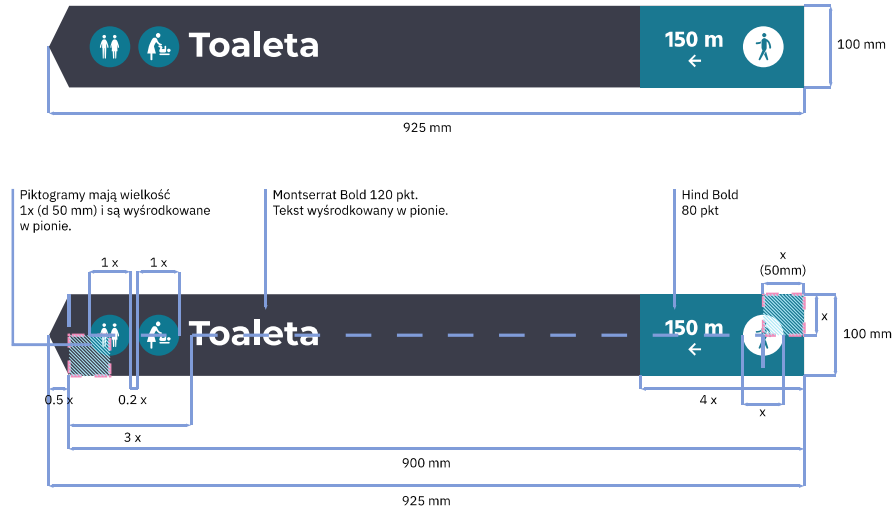 Toaleta
150 m
←
100 mm
925 mm
Piktogramy mają wielkość
1x (d 50 mm) i są wyśrodkowane
w pionie.
Montserrat Bold 120 pkt.
Tekst wyśrodkowany w pionie.
Hind Bold
80 pkt
1 x
1 x
x
(50mm)
Toaleta
150 m
←
x
100 mm
0.5 x
0.2 x
4 x
x
3 x
900 mm
925 mm